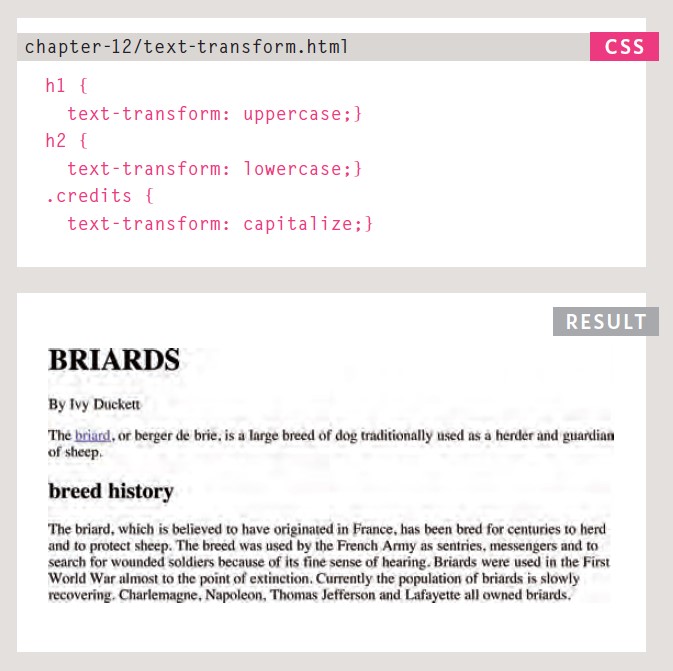 chapter-12/text-transform.html
CSS
h1 {
text-transform: uppercase;}
h2 {
text-transform: lowercase;}
.credits {
text-transform: capitalize;}
RESULT
BRIARDS
By Ivy Duckett
The briard, or berger de brie, is a large breed of dog traditionally used as a herder and guardian
of sheep.
breed history
The briard, which is believed to have originated in France, has been bred for centuries to herd
and to protect sheep. The breed was used by the French Army as sentries, messengers and to
search for wounded soldiers because of its fine sense of hearing. Briards were used in the First
World War almost to the point of extinction. Currently the population of briards is slowly
recovering. Charlemagne, Napoleon, Thomas Jefferson and Lafayette all owned briards.